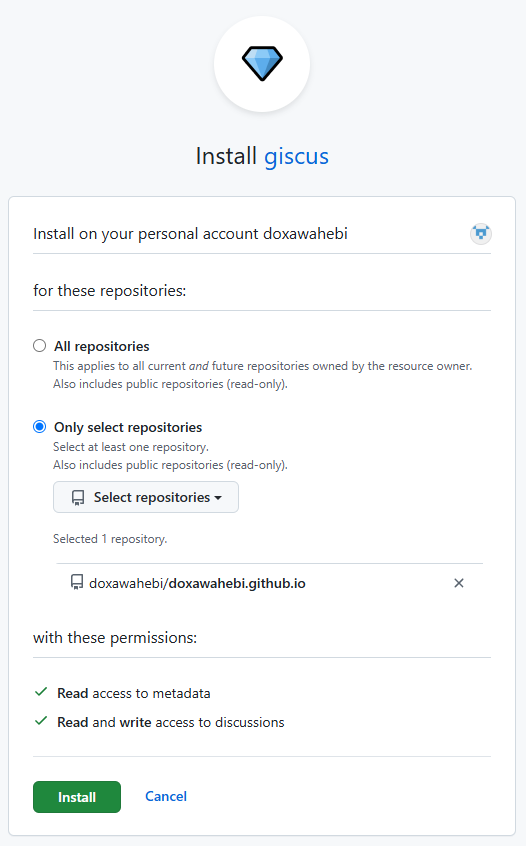 Install giscus
Install on your personal account doxawahebi
for these repositories:
All repositories
This applies to all current and future repositories owned by the resource owner.
Also includes public repositories (read-only).
Only select repositories
Select at least one repository.
Also includes public repositories (read-only).
Select repositories
Selected 1 repository.
doxawahebi/doxawahebi.github.io
with these permissions:
Read access to metadata
Read and write access to discussions
Install Cancel